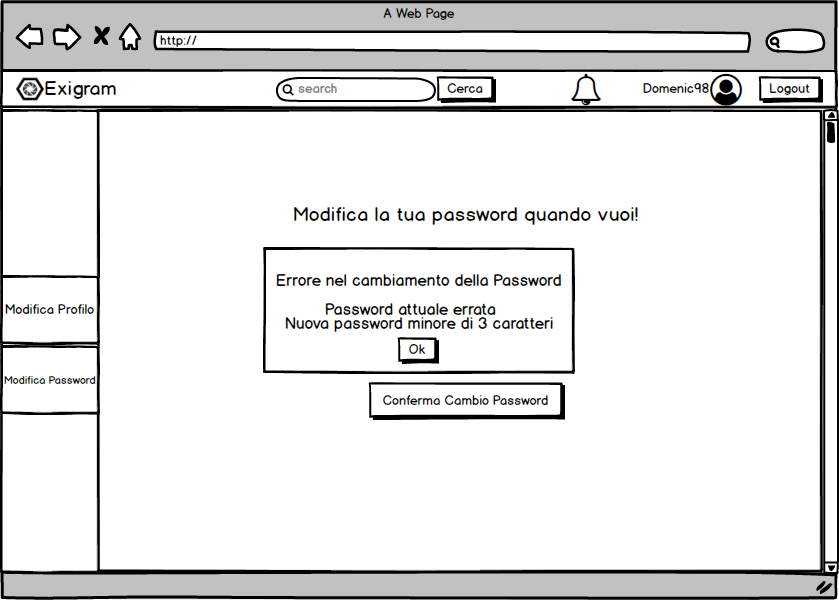 A Web Page
http://
Exigram
search
Cerca
Domenic98
Logout
Modifica la tua password quando vuoi!
Errore nel cambiamento della Password
Password attuale errata
Nuova password minore di 3 caratteri
Ok
Modifica Profilo
Modifica Password
Conferma Cambio Password